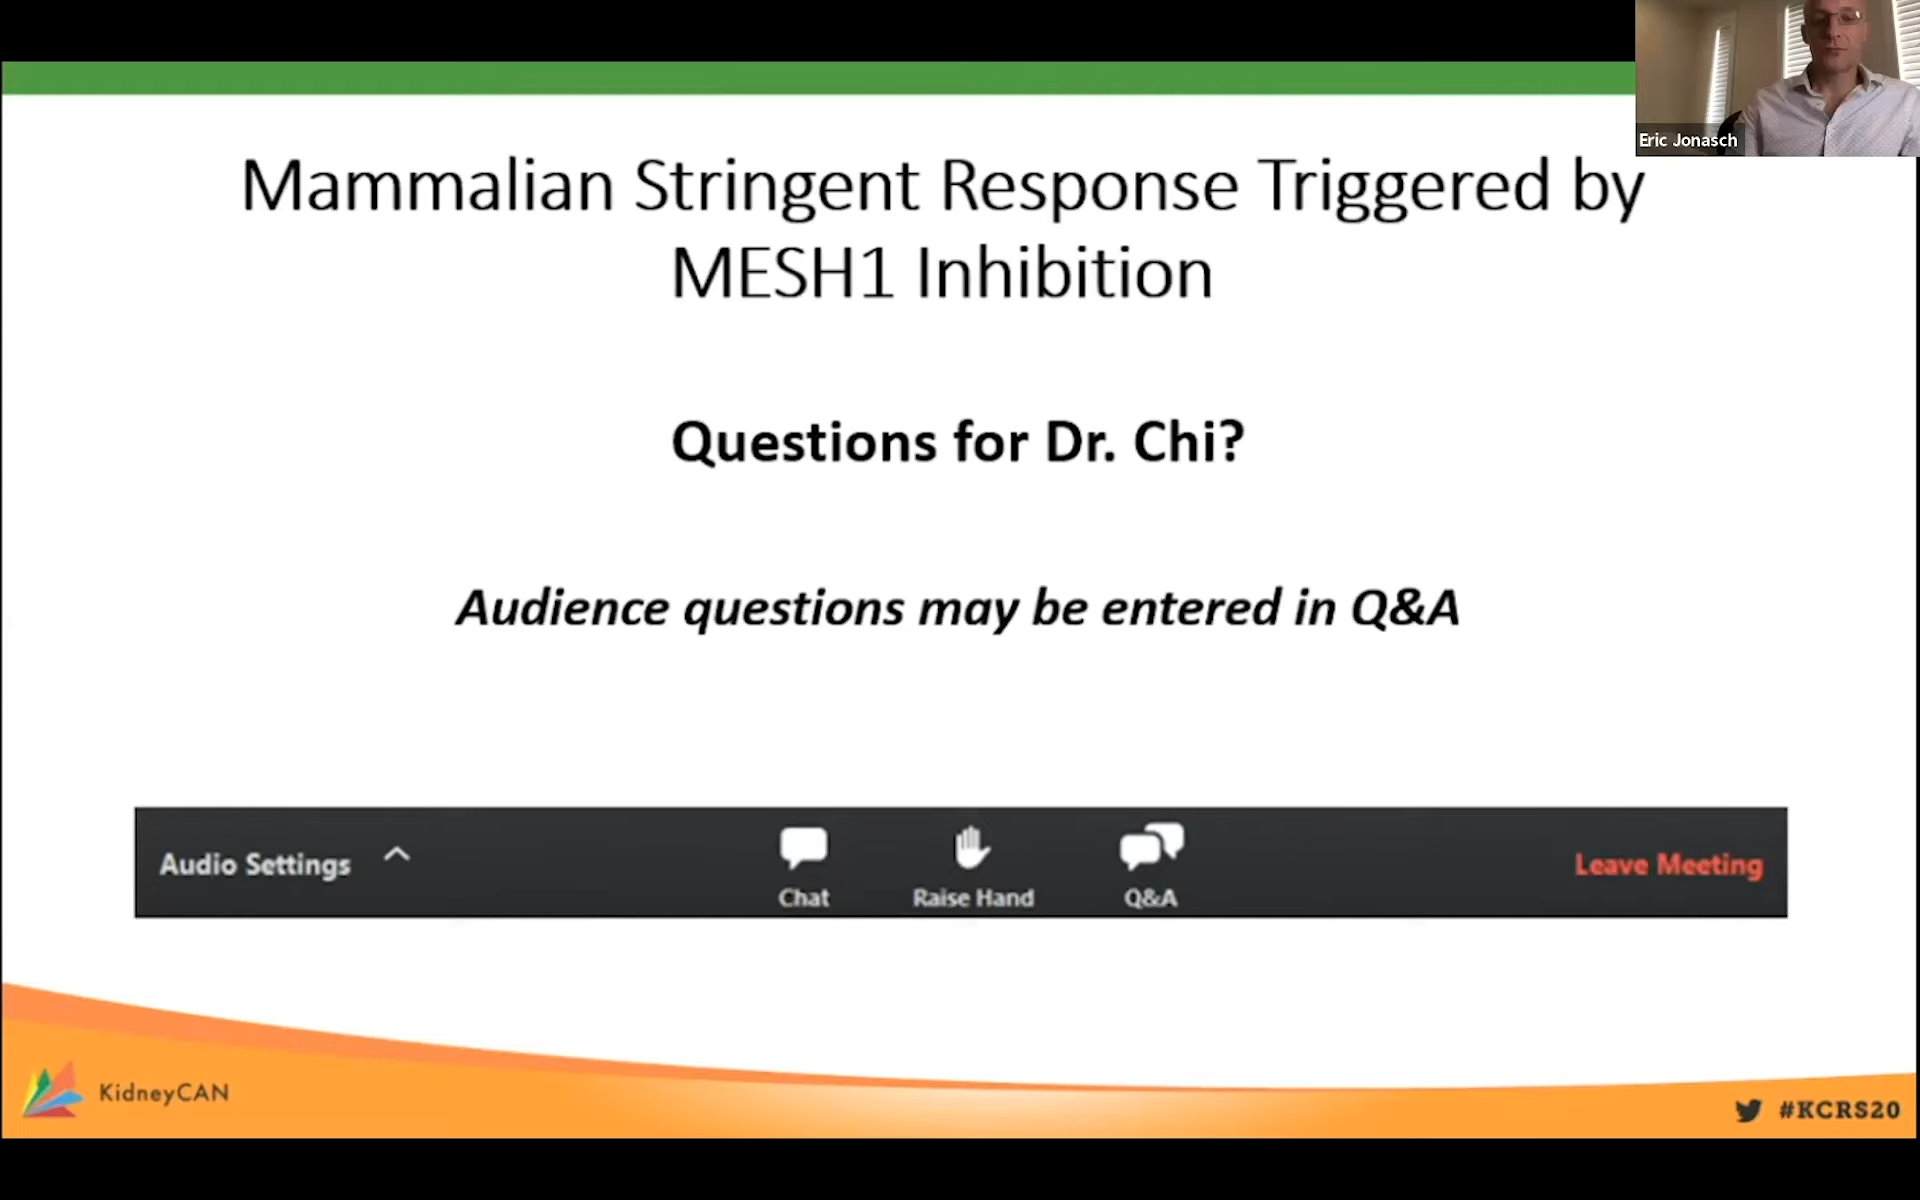 Eric Jonasch
Mammalian Stringent Response Triggered by
MESH1 Inhibition
Questions for Dr. Chi?
Audience questions may be entered in Q&A
Audio Settings
Chat
Raise Hand
Q&A
Leave Meeting
KidneyCAN
#KCRS20